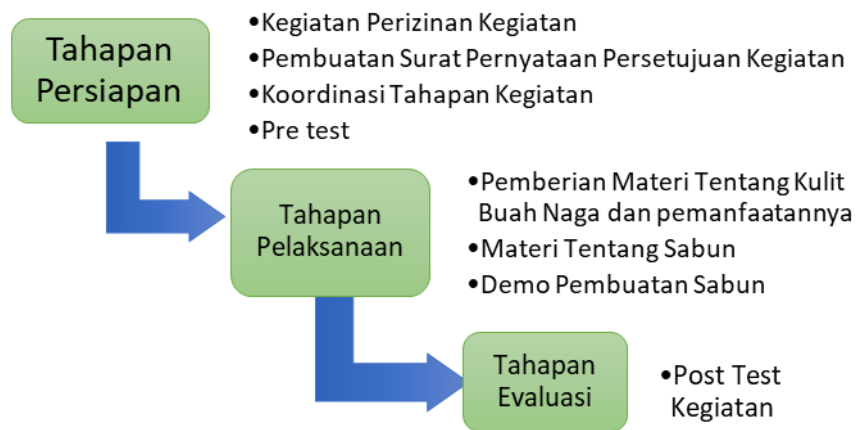 Tahapan
Persiapan
•Kegiatan Perizinan Kegiatan
•Pembuatan Surat Pernyataan Persetujuan Kegiatan
•Koordinasi Tahapan Kegiatan
•Pre test
Tahapan
Pelaksanaan
•Pemberian Materi Tentang Kulit
Buah Naga dan pemanfaatannya
•Materi Tentang Sabun
•Demo Pembuatan Sabun
Tahapan
Evaluasi
•Post Test
Kegiatan